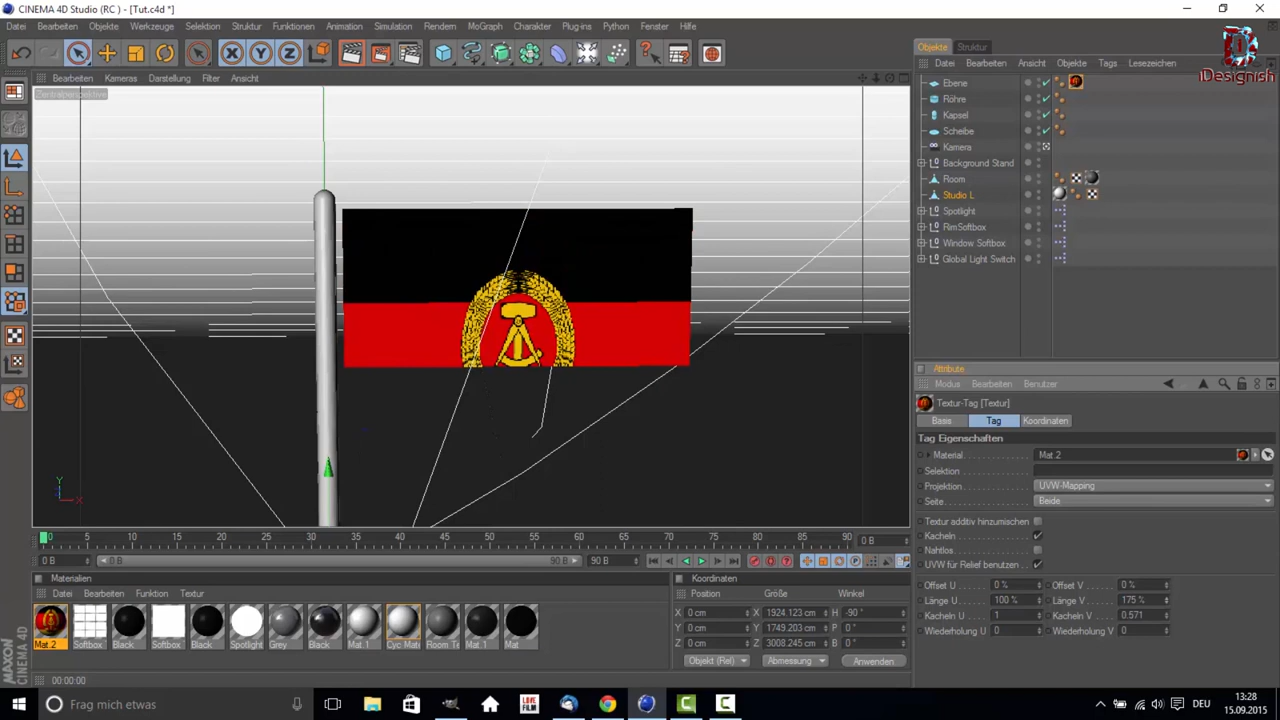 CINEMA 4D Studio (RC ) - [Tut.c4d *]
Datei Bearbeiten Objekte Werkzeuge Selektion Struktur Funktionen Animation Simulation Rendern MoGraph Charakter Plug-ins Python Fenster Hilfe
iDesignish
Objekte Struktur
Datei Bearbeiten Ansicht Objekte Tags Lesezeichen
Bearbeiten Kameras Darstellung Filter Ansicht
Zentralperspektive
Ebene
Röhre
Kapsel
Scheibe
Kamera
Background Stand
Room
Studio L
Spotlight
RimSoftbox
Window Softbox
Global Light Switch
Attribute
Modus Bearbeiten Benutzer
Textur-Tag [Textur]
Basis Tag Koordinaten
Tag Eigenschaften
Material Mat.2
Selektion
Projektion UVW-Mapping
Seite Beide
Textur additiv hinzumischen
Kacheln
Nahtlos
UVW für Relief benutzen
Offset U 0 % Offset V 0 %
Länge U 100 % Länge V 175 %
Kacheln U 1 Kacheln V 0.571
Wiederholung U 0 Wiederholung V 0
Y
X
0 5 10 15 20 25 30 35 40 45 50 55 60 65 70 75 80 85 90 0 B
0 B 0 B 90 B 90 B
Materialien
Datei Bearbeiten Funktion Textur
Mat.2 Softbox Black Softbox Black Spotlight Grey Black Mat.1 Cyc Mate Room Te Mat.1 Mat
Koordinaten
Position Größe Winkel
X 0 cm X 1924.123 cm H -90 °
Y 0 cm Y 1749.203 cm P 0 °
Z 0 cm Z 3008.245 cm B 0 °
Objekt (Rel) Abmessung Anwenden
MAXON
CINEMA 4D
00:00:00
Frag mich etwas
LOVE
FILM
DEU
13:28
15.09.2015